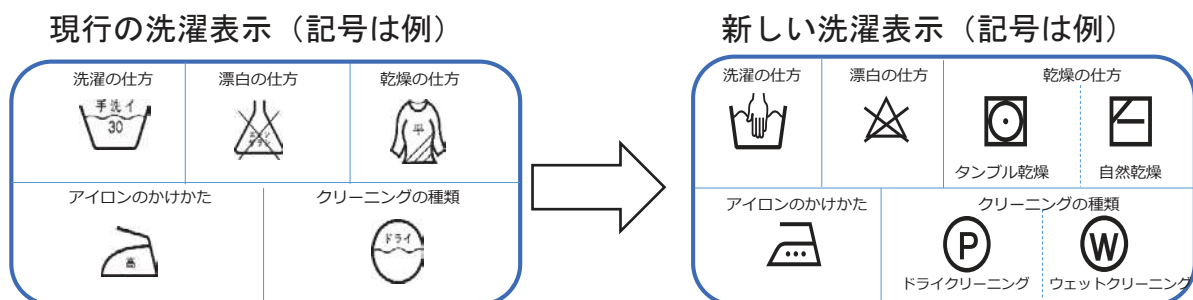 現行の洗濯表示（記号は例）
洗濯の仕方
漂白の仕方
乾燥の仕方
手洗イ
30
エンソ
サラシ
平
アイロンのかけかた
クリーニングの種類
高
ドライ
新しい洗濯表示（記号は例）
洗濯の仕方
漂白の仕方
乾燥の仕方
タンブル乾燥
自然乾燥
アイロンのかけかた
クリーニングの種類
P
W
ドライクリーニング
ウェットクリーニング